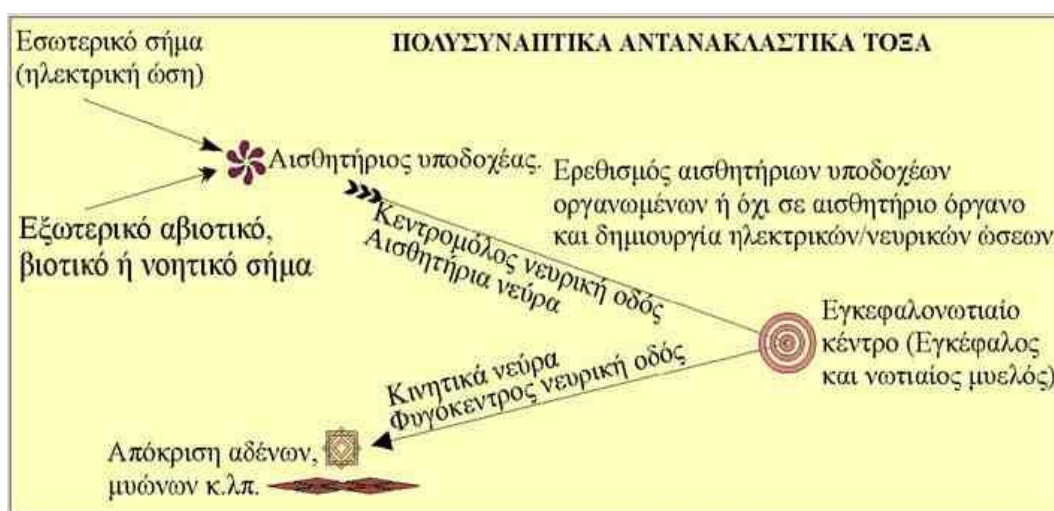 Εσωτερικό σήμα
(ηλεκτρική ώση)
ΠΟΛΥΣΥΝΑΠΤΙΚΑ ΑΝΤΑΝΑΚΛΑΣΤΙΚΑ ΤΟΞΑ
Αισθητήριος υποδοχέας.
Ερεθισμός αισθητήριων υποδοχέων
οργανωμένων ή όχι σε αισθητήριο όργανο
και δημιουργία ηλεκτρικών/νευρικών ώσεων
Εξωτερικό αβιοτικό,
βιοτικό ή νοητικό σήμα
Κεντρομόλος νευρική οδός
Αισθητήρια νεύρα
Εγκεφαλονωτιαίο
κέντρο (Εγκέφαλος
και νωτιαίος μυελός)
Κινητικά νεύρα
Φυγόκεντρος νευρική οδός
Απόκριση αδένων,
μυώνων κ.λπ.